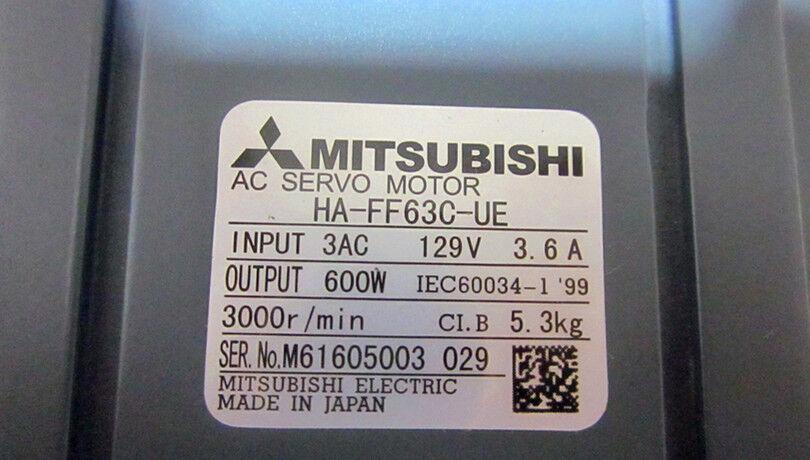 MITSUBISHI
AC SERVO MOTOR
HA-FF63C-UE
INPUT 3AC 129V 3.6A
OUTPUT 600W IEC60034-1 '99
3000r/min CI.B 5.3kg
SER.No.M61605003 029
MITSUBISHI ELECTRIC
MADE IN JAPAN